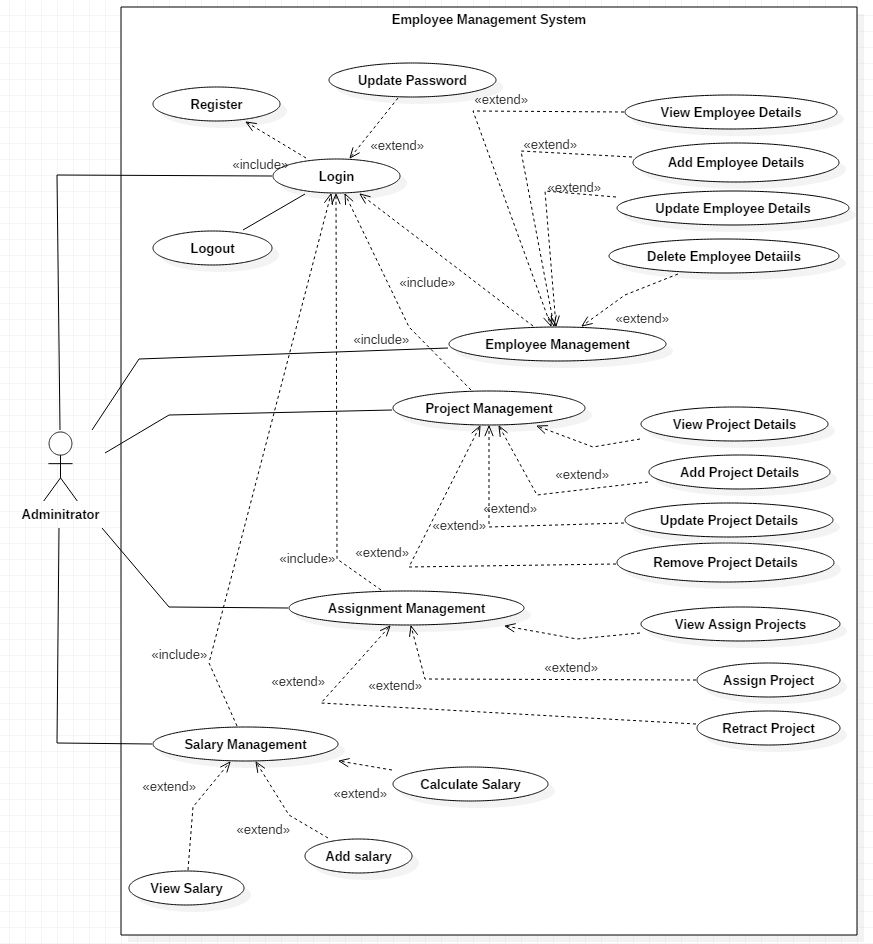 Employee Management System
Update Password
Register
«extend»
View Employee Details
«extend»
«extend»
Add Employee Details
«include»
Login
«extend»
Update Employee Details
Logout
Delete Employee Detaiils
«include»
«extend»
«include»
Employee Management
Project Management
View Project Details
«extend»
Add Project Details
«extend»
«extend»
Update Project Details
Adminitrator
«extend»
«include»
Remove Project Details
Assignment Management
View Assign Projects
«include»
«extend»
«extend»
«extend»
Assign Project
Retract Project
Salary Management
«extend»
«extend»
Calculate Salary
«extend»
Add salary
View Salary